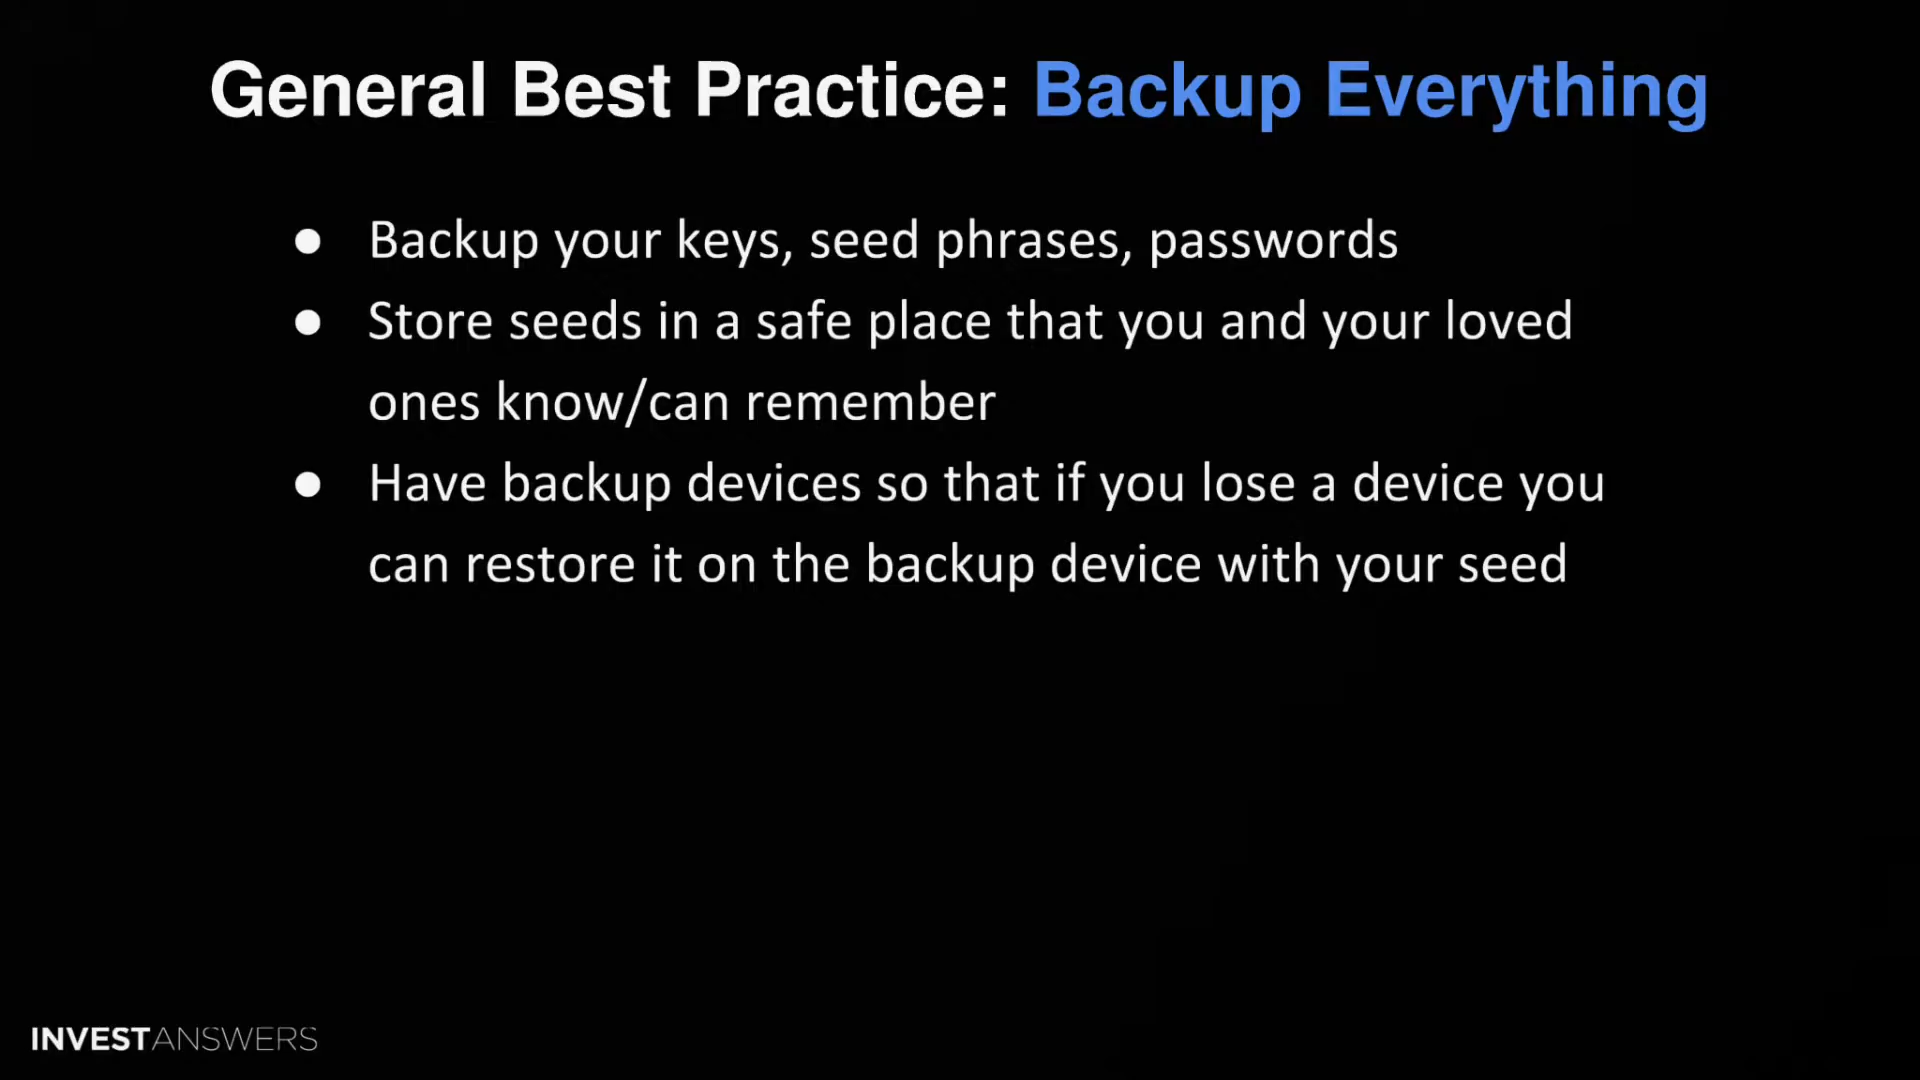 General Best Practice: Backup Everything
● Backup your keys, seed phrases, passwords
● Store seeds in a safe place that you and your loved
ones know/can remember
● Have backup devices so that if you lose a device you
can restore it on the backup device with your seed
INVESTANSWERS